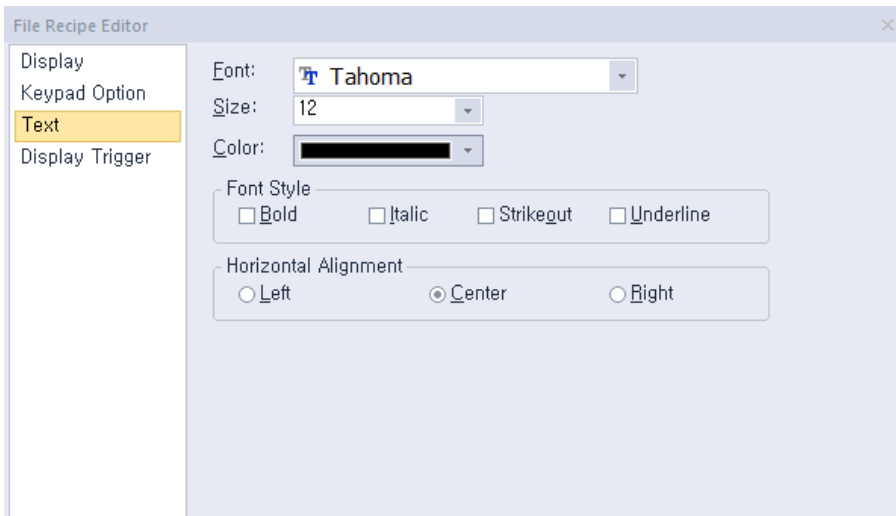 File Recipe Editor
Display
Keypad Option
Text
Display Trigger
Font: Tahoma
Size: 12
Color:
Font Style
Bold Italic Strikeout Underline
Horizontal Alignment
Left Center Right